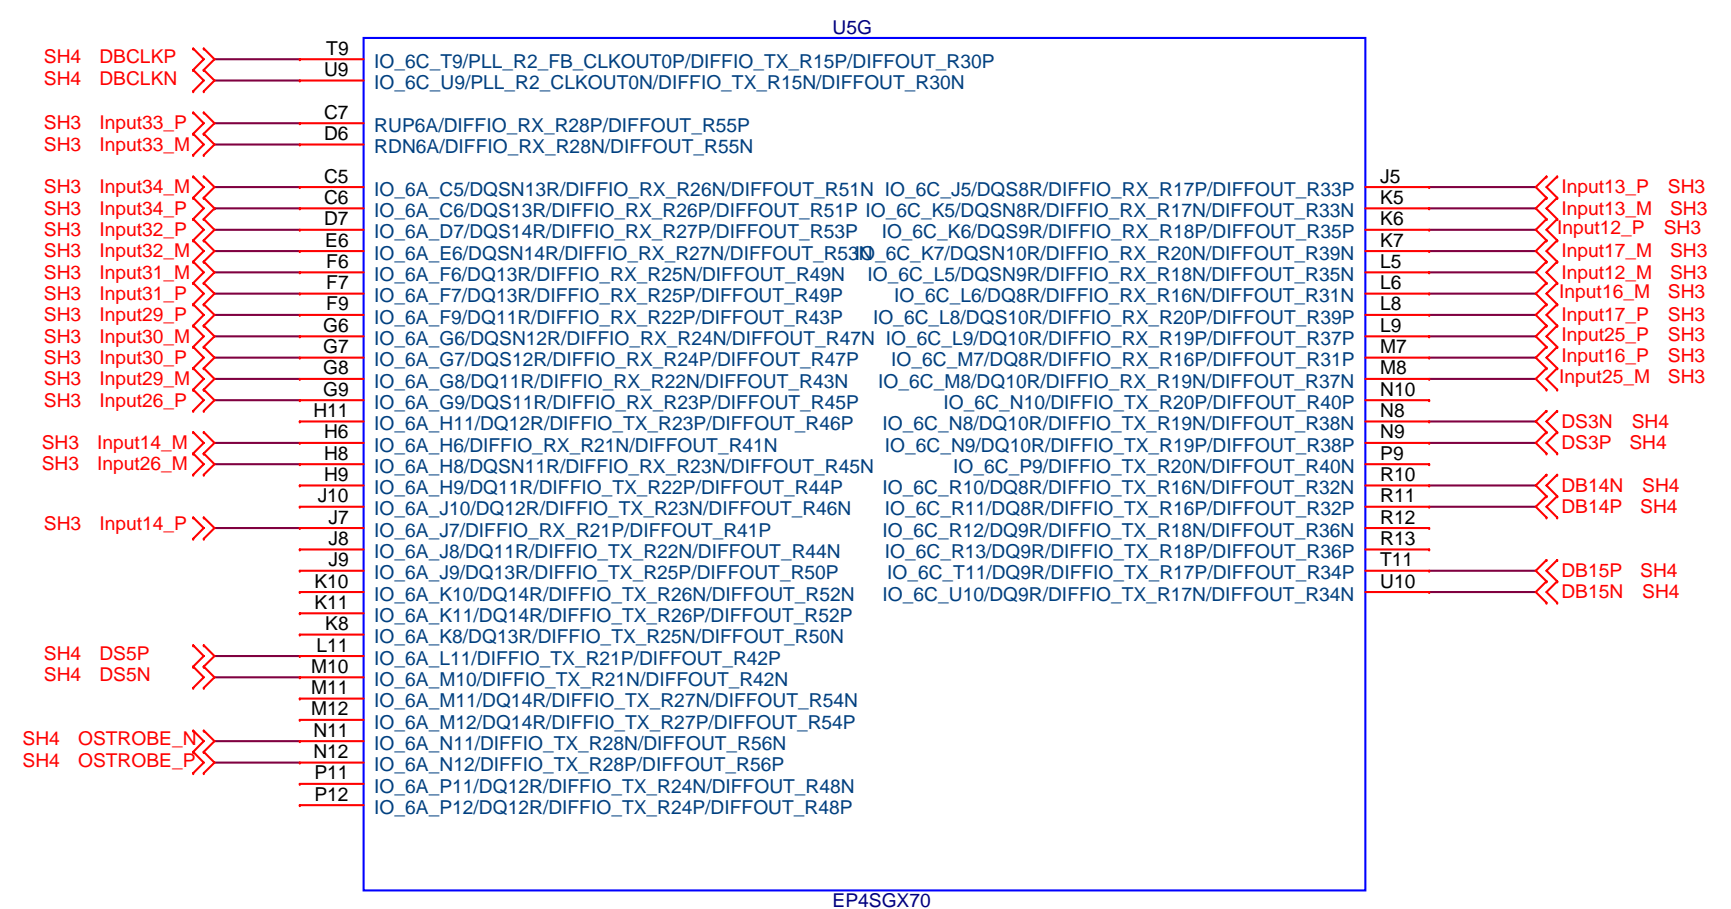 U5G
SH4 DBCLKP T9 IO_6C_T9/PLL_R2_FB_CLKOUT0P/DIFFIO_TX_R15P/DIFFOUT_R30P
SH4 DBCLKN U9 IO_6C_U9/PLL_R2_CLKOUT0N/DIFFIO_TX_R15N/DIFFOUT_R30N
SH3 Input33_P C7 RUP6A/DIFFIO_RX_R28P/DIFFOUT_R55P
SH3 Input33_M D6 RDN6A/DIFFIO_RX_R28N/DIFFOUT_R55N
SH3 Input34_M C5 IO_6A_C5/DQSN13R/DIFFIO_RX_R26N/DIFFOUT_R51N IO_6C_J5/DQS8R/DIFFIO_RX_R17P/DIFFOUT_R33P J5 Input13_P SH3
SH3 Input34_P C6 IO_6A_C6/DQS13R/DIFFIO_RX_R26P/DIFFOUT_R51P IO_6C_K5/DQSN8R/DIFFIO_RX_R17N/DIFFOUT_R33N K5 Input13_M SH3
SH3 Input32_P D7 IO_6A_D7/DQS14R/DIFFIO_RX_R27P/DIFFOUT_R53P IO_6C_K6/DQS9R/DIFFIO_RX_R18P/DIFFOUT_R35P K6 Input12_P SH3
SH3 Input32_M E6 IO_6A_E6/DQSN14R/DIFFIO_RX_R27N/DIFFOUT_R53N IO_6C_K7/DQSN10R/DIFFIO_RX_R20N/DIFFOUT_R39N K7 Input17_M SH3
SH3 Input31_M F6 IO_6A_F6/DQ13R/DIFFIO_RX_R25N/DIFFOUT_R49N IO_6C_L5/DQSN9R/DIFFIO_RX_R18N/DIFFOUT_R35N L5 Input12_M SH3
SH3 Input31_P F7 IO_6A_F7/DQ13R/DIFFIO_RX_R25P/DIFFOUT_R49P IO_6C_L6/DQ8R/DIFFIO_RX_R16N/DIFFOUT_R31N L6 Input16_M SH3
SH3 Input29_P F9 IO_6A_F9/DQ11R/DIFFIO_RX_R22P/DIFFOUT_R43P IO_6C_L8/DQS10R/DIFFIO_RX_R20P/DIFFOUT_R39P L8 Input17_P SH3
SH3 Input30_M G6 IO_6A_G6/DQSN12R/DIFFIO_RX_R24N/DIFFOUT_R47N IO_6C_L9/DQ10R/DIFFIO_RX_R19P/DIFFOUT_R37P L9 Input25_P SH3
SH3 Input30_P G7 IO_6A_G7/DQS12R/DIFFIO_RX_R24P/DIFFOUT_R47P IO_6C_M7/DQ8R/DIFFIO_RX_R16P/DIFFOUT_R31P M7 Input16_P SH3
SH3 Input29_M G8 IO_6A_G8/DQ11R/DIFFIO_RX_R22N/DIFFOUT_R43N IO_6C_M8/DQ10R/DIFFIO_RX_R19N/DIFFOUT_R37N M8 Input25_M SH3
SH3 Input26_P G9 IO_6A_G9/DQS11R/DIFFIO_RX_R23P/DIFFOUT_R45P IO_6C_N10/DIFFIO_TX_R20P/DIFFOUT_R40P N10
H11 IO_6A_H11/DQ12R/DIFFIO_TX_R23P/DIFFOUT_R46P IO_6C_N8/DQ10R/DIFFIO_TX_R19N/DIFFOUT_R38N N8 DS3N SH4
SH3 Input14_M H6 IO_6A_H6/DIFFIO_RX_R21N/DIFFOUT_R41N IO_6C_N9/DQ10R/DIFFIO_TX_R19P/DIFFOUT_R38P N9 DS3P SH4
SH3 Input26_M H8 IO_6A_H8/DQSN11R/DIFFIO_RX_R23N/DIFFOUT_R45N IO_6C_P9/DIFFIO_TX_R20N/DIFFOUT_R40N P9
H9 IO_6A_H9/DQ11R/DIFFIO_TX_R22P/DIFFOUT_R44P IO_6C_R10/DQ8R/DIFFIO_TX_R16N/DIFFOUT_R32N R10 DB14N SH4
J10 IO_6A_J10/DQ12R/DIFFIO_TX_R23N/DIFFOUT_R46N IO_6C_R11/DQ8R/DIFFIO_TX_R16P/DIFFOUT_R32P R11 DB14P SH4
SH3 Input14_P J7 IO_6A_J7/DIFFIO_RX_R21P/DIFFOUT_R41P IO_6C_R12/DQ9R/DIFFIO_TX_R18N/DIFFOUT_R36N R12
J8 IO_6A_J8/DQ11R/DIFFIO_TX_R22N/DIFFOUT_R44N IO_6C_R13/DQ9R/DIFFIO_TX_R18P/DIFFOUT_R36P R13
J9 IO_6A_J9/DQ13R/DIFFIO_TX_R25P/DIFFOUT_R50P IO_6C_T11/DQ9R/DIFFIO_TX_R17P/DIFFOUT_R34P T11 DB15P SH4
K10 IO_6A_K10/DQ14R/DIFFIO_TX_R26N/DIFFOUT_R52N IO_6C_U10/DQ9R/DIFFIO_TX_R17N/DIFFOUT_R34N U10 DB15N SH4
K11 IO_6A_K11/DQ14R/DIFFIO_TX_R26P/DIFFOUT_R52P
K8 IO_6A_K8/DQ13R/DIFFIO_TX_R25N/DIFFOUT_R50N
SH4 DS5P L11 IO_6A_L11/DIFFIO_TX_R21P/DIFFOUT_R42P
SH4 DS5N M10 IO_6A_M10/DIFFIO_TX_R21N/DIFFOUT_R42N
M11 IO_6A_M11/DQ14R/DIFFIO_TX_R27N/DIFFOUT_R54N
M12 IO_6A_M12/DQ14R/DIFFIO_TX_R27P/DIFFOUT_R54P
SH4 OSTROBE_N N11 IO_6A_N11/DIFFIO_TX_R28N/DIFFOUT_R56N
SH4 OSTROBE_P N12 IO_6A_N12/DIFFIO_TX_R28P/DIFFOUT_R56P
P11 IO_6A_P11/DQ12R/DIFFIO_TX_R24N/DIFFOUT_R48N
P12 IO_6A_P12/DQ12R/DIFFIO_TX_R24P/DIFFOUT_R48P
EP4SGX70